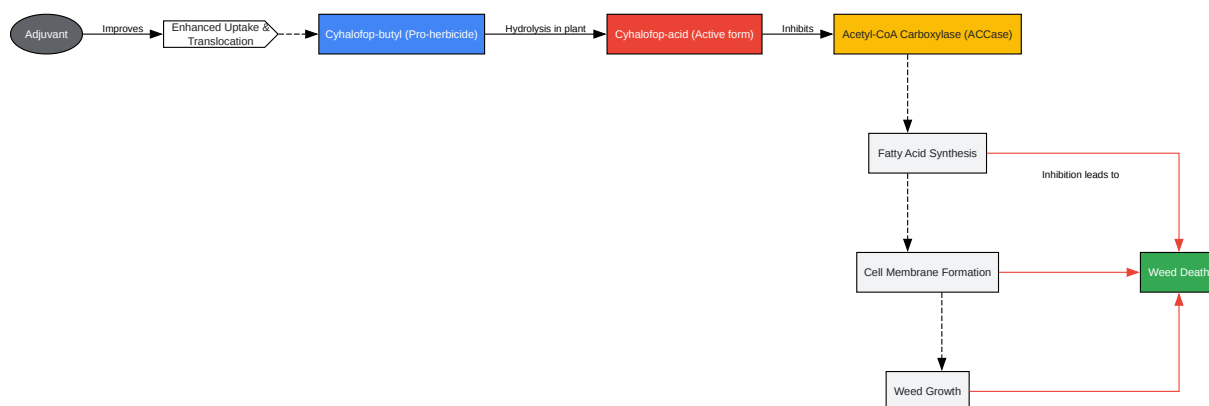 Adjuvant
Improves
Enhanced Uptake &
Translocation
Cyhalofop-butyl (Pro-herbicide)
Hydrolysis in plant
Cyhalofop-acid (Active form)
Inhibits
Acetyl-CoA Carboxylase (ACCase)
Fatty Acid Synthesis
Inhibition leads to
Cell Membrane Formation
Weed Death
Weed Growth